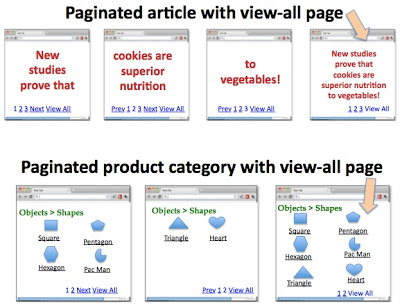 Paginated article with view-all page
New
studies
prove that
1 2 3 Next View All
cookies are
superior
nutrition
Prev 1 2 3 Next View All
to
vegetables!
Prev 1 2 3 View All
New studies
prove that
cookies are
superior nutrition
to vegetables!
1 2 3 View All
Paginated product category with view-all page
Objects > Shapes
Square
Pentagon
Hexagon
Pac Man
1 2 Next View All
Objects > Shapes
Triangle
Heart
Prev 1 2 View All
Objects > Shapes
Square
Pentagon
Hexagon
Pac Man
Triangle
Heart
1 2 View All